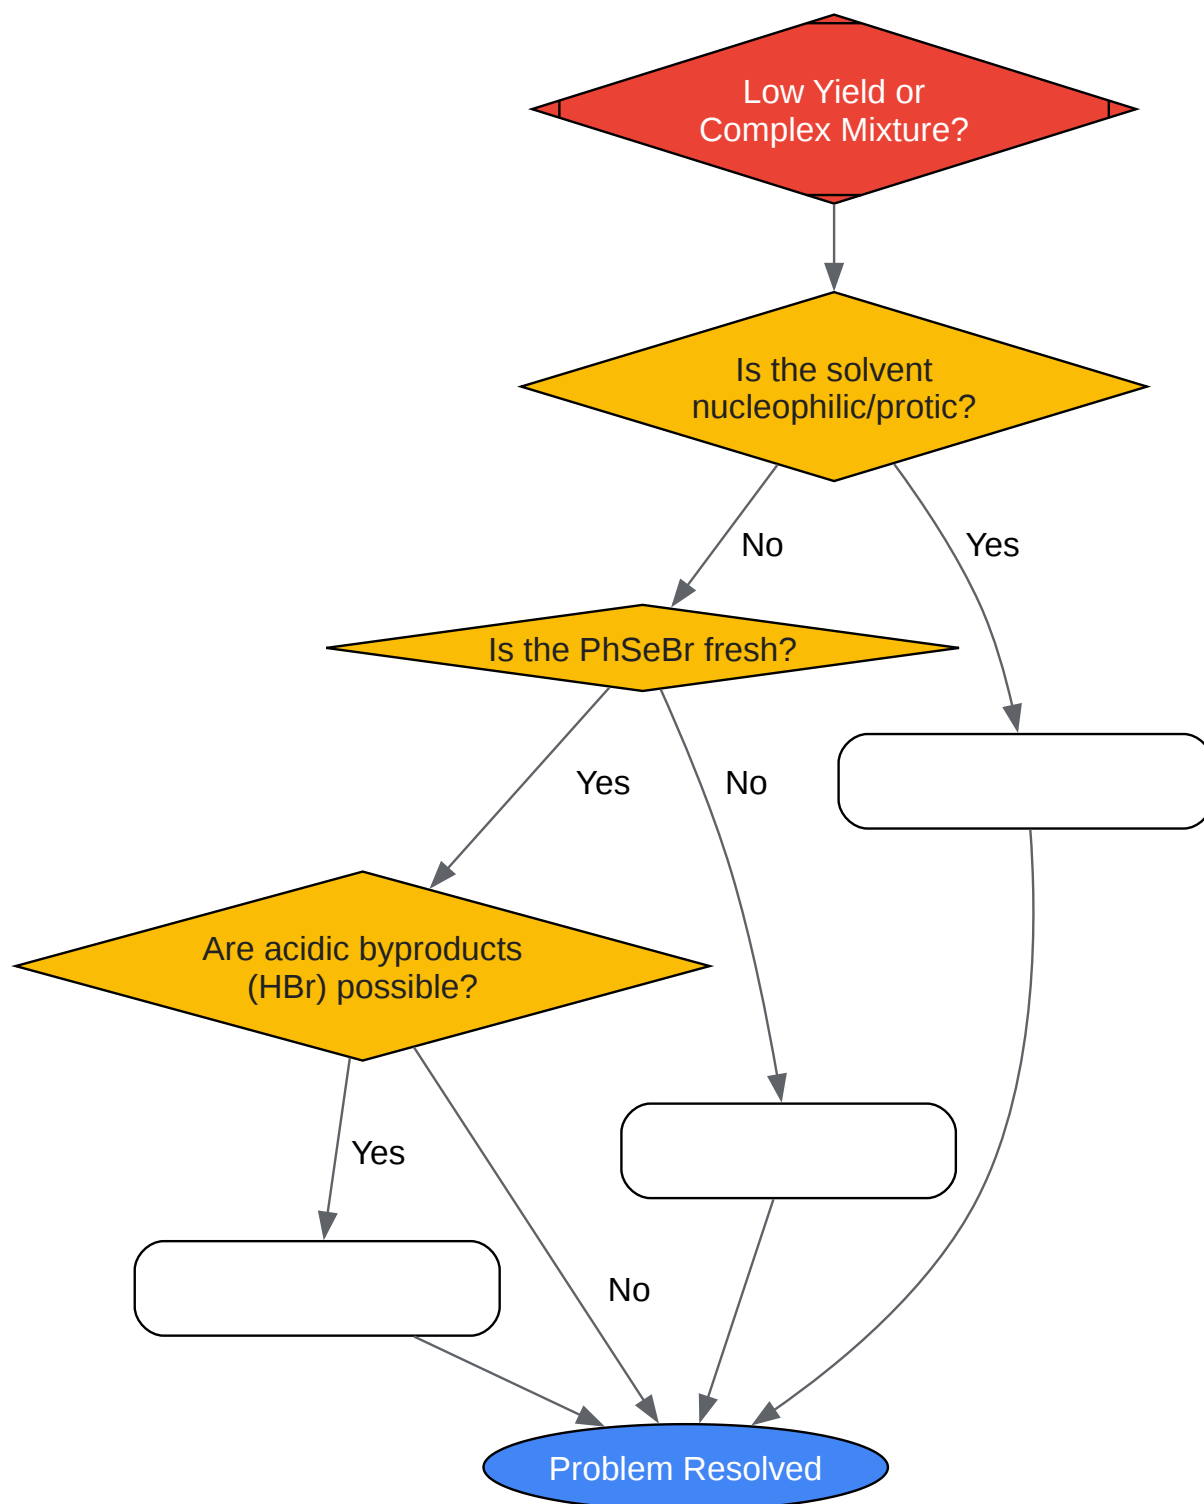 Low Yield or
Complex Mixture?
Is the solvent
nucleophilic/protic?
No
Yes
Is the PhSeBr fresh?
Yes
No
Are acidic byproducts
(HBr) possible?
Yes
No
Problem Resolved